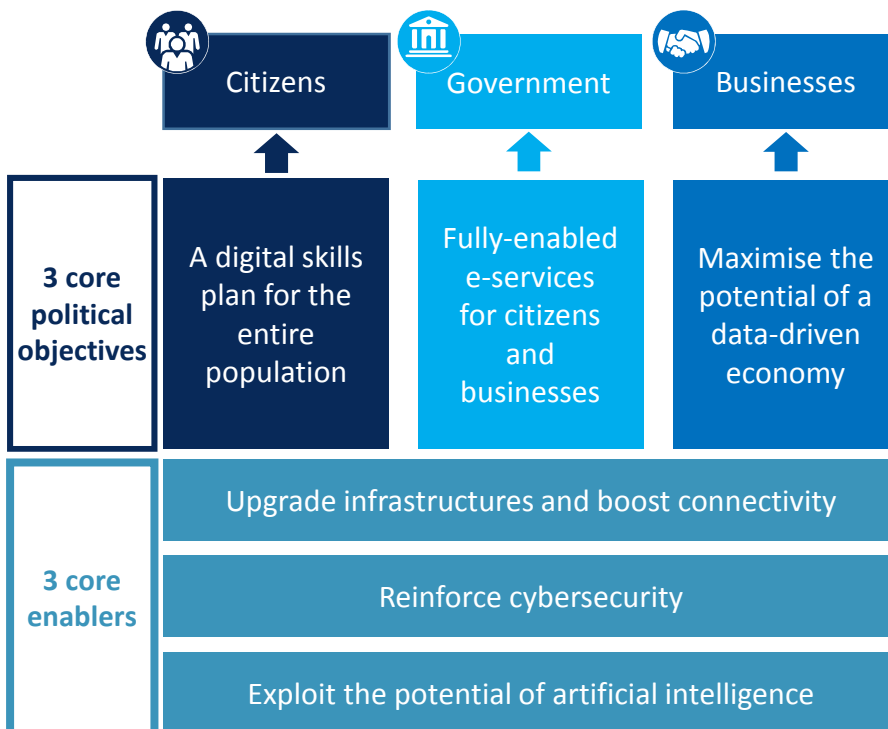 Citizens
Government
Businesses
3 core
political
objectives
A digital skills
plan for the
entire
population
Fully-enabled
e-services
for citizens
and
businesses
Maximise the
potential of a
data-driven
economy
3 core
enablers
Upgrade infrastructures and boost connectivity
Reinforce cybersecurity
Exploit the potential of artificial intelligence